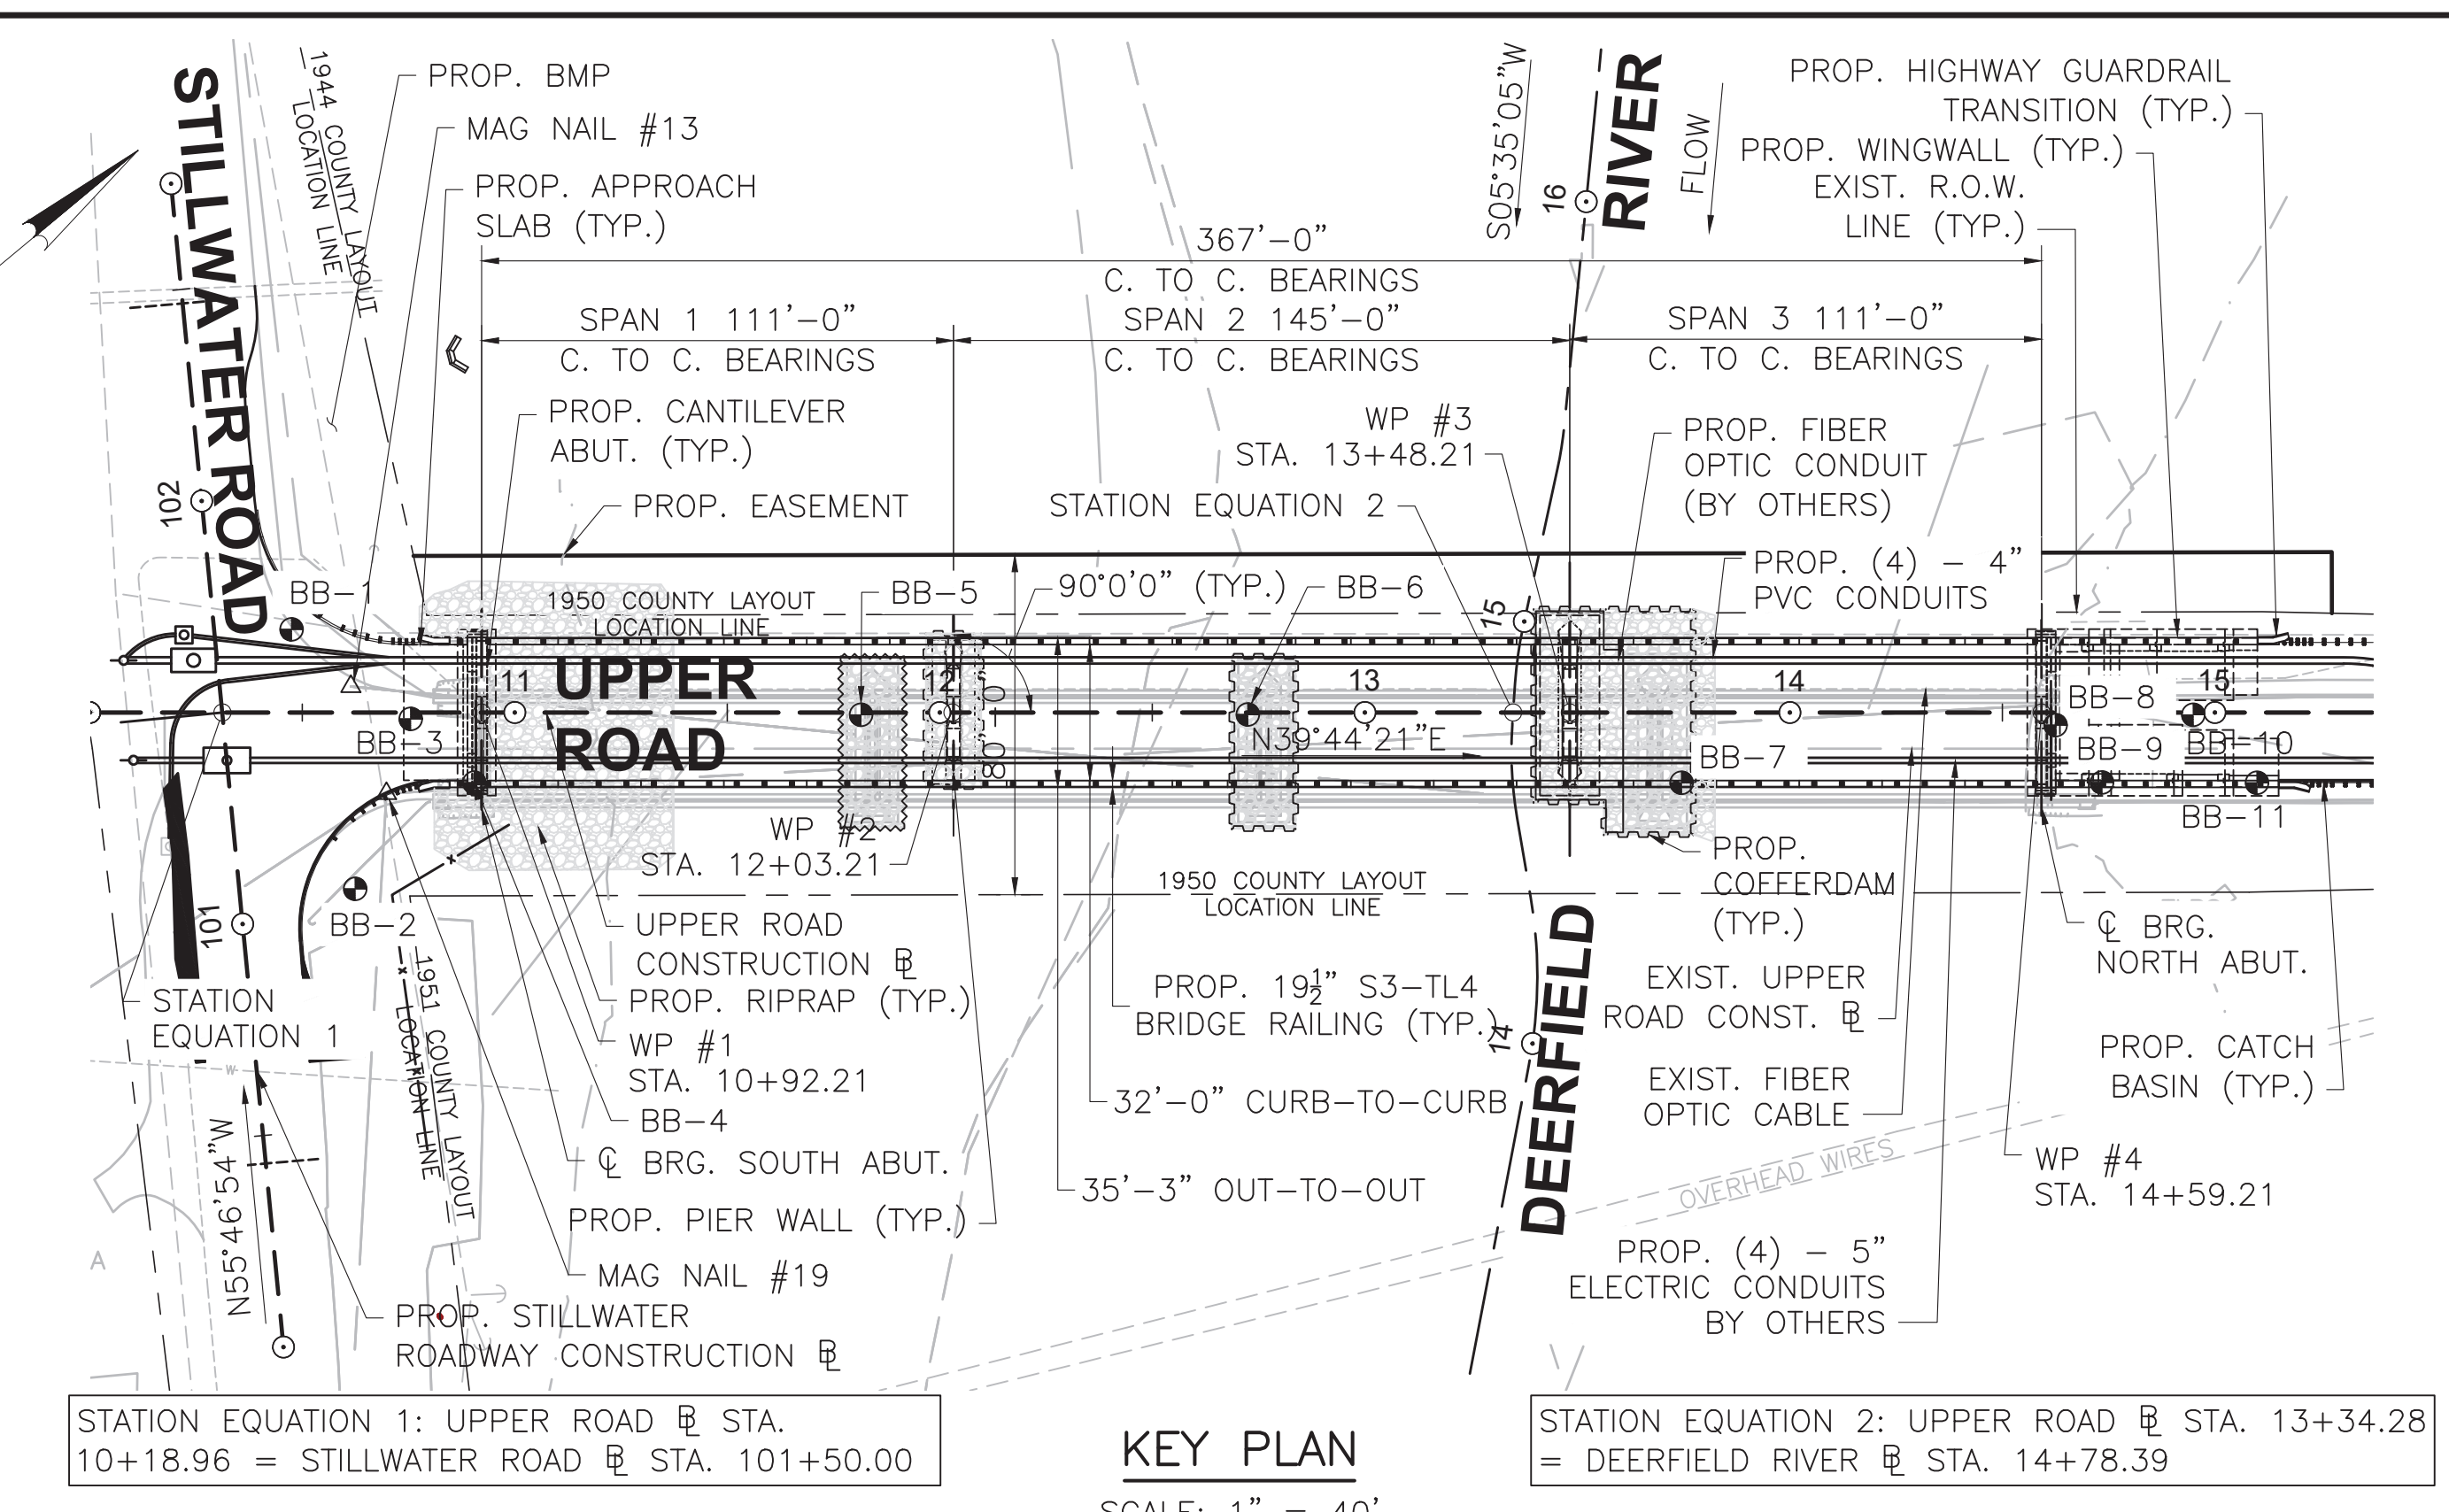 STILLWATER ROAD
1944 COUNTY LAYOUT
LOCATION LINE
PROP. BMP
MAG NAIL #13
PROP. APPROACH
SLAB (TYP.)
S05°35'05"W
16
RIVER
FLOW
PROP. HIGHWAY GUARDRAIL
TRANSITION (TYP.)
PROP. WINGWALL (TYP.)
EXIST. R.O.W.
LINE (TYP.)
367'-0"
C. TO C. BEARINGS
SPAN 1 111'-0"
C. TO C. BEARINGS
SPAN 2 145'-0"
C. TO C. BEARINGS
SPAN 3 111'-0"
C. TO C. BEARINGS
PROP. CANTILEVER
ABUT. (TYP.)
WP #3
STA. 13+48.21
PROP. FIBER
OPTIC CONDUIT
(BY OTHERS)
102
PROP. EASEMENT
STATION EQUATION 2
PROP. (4) - 4"
PVC CONDUITS
BB-1
1950 COUNTY LAYOUT
LOCATION LINE
BB-5
90°0'0" (TYP.)
BB-6
15
11
UPPER
ROAD
12
80'-0"
13
14
15
BB-8
BB-3
N39°44'21"E
BB-7
BB-9
BB-10
BB-11
WP #2
STA. 12+03.21
1950 COUNTY LAYOUT
LOCATION LINE
PROP.
COFFERDAM
(TYP.)
BB-2
101
UPPER ROAD
CONSTRUCTION ℄
PROP. RIPRAP (TYP.)
WP #1
STA. 10+92.21
BB-4
℄ BRG. SOUTH ABUT.
PROP. PIER WALL (TYP.)
MAG NAIL #19
PROP. STILLWATER
ROADWAY CONSTRUCTION BL
STATION
EQUATION 1
1951 COUNTY LAYOUT
LOCATION LINE
N55°46'54"W
W
A
PROP. 19½" S3-TL4
BRIDGE RAILING (TYP.)
32'-0" CURB-TO-CURB
35'-3" OUT-TO-OUT
14
DEERFIELD
EXIST. UPPER
ROAD CONST. BL
EXIST. FIBER
OPTIC CABLE
OVERHEAD WIRES
PROP. (4) - 5"
ELECTRIC CONDUITS
BY OTHERS
℄ BRG.
NORTH ABUT.
PROP. CATCH
BASIN (TYP.)
WP #4
STA. 14+59.21
STATION EQUATION 1: UPPER ROAD BL STA.
10+18.96 = STILLWATER ROAD BL STA. 101+50.00
KEY PLAN
SCALE: 1" = 40'
STATION EQUATION 2: UPPER ROAD BL STA. 13+34.28
= DEERFIELD RIVER BL STA. 14+78.39